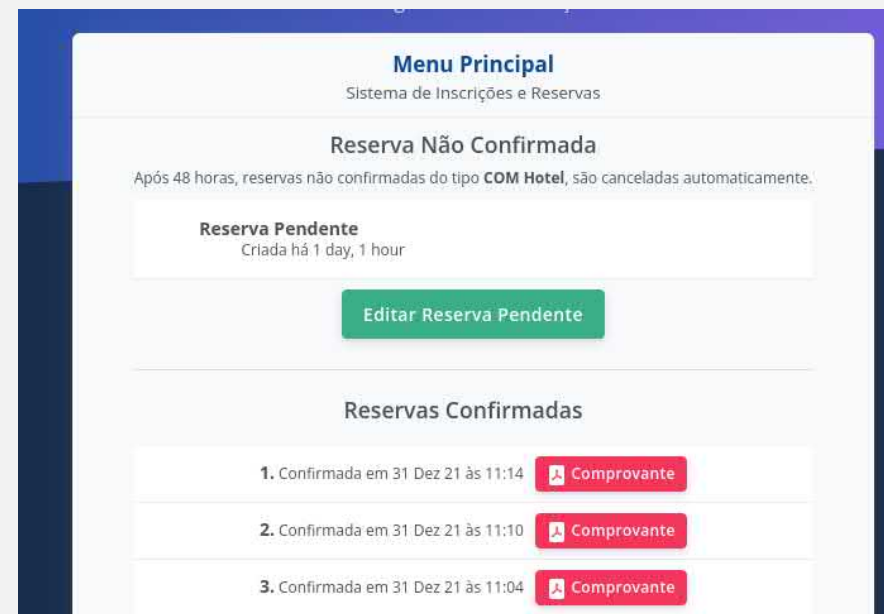 Menu Principal
Sistema de Inscrições e Reservas
Reserva Não Confirmada
Após 48 horas, reservas não confirmadas do tipo COM Hotel, são canceladas automaticamente.
Reserva Pendente
Criada há 1 day, 1 hour
Editar Reserva Pendente
Reservas Confirmadas
1. Confirmada em 31 Dez 21 às 11:14 Comprovante
2. Confirmada em 31 Dez 21 às 11:10 Comprovante
3. Confirmada em 31 Dez 21 às 11:04 Comprovante